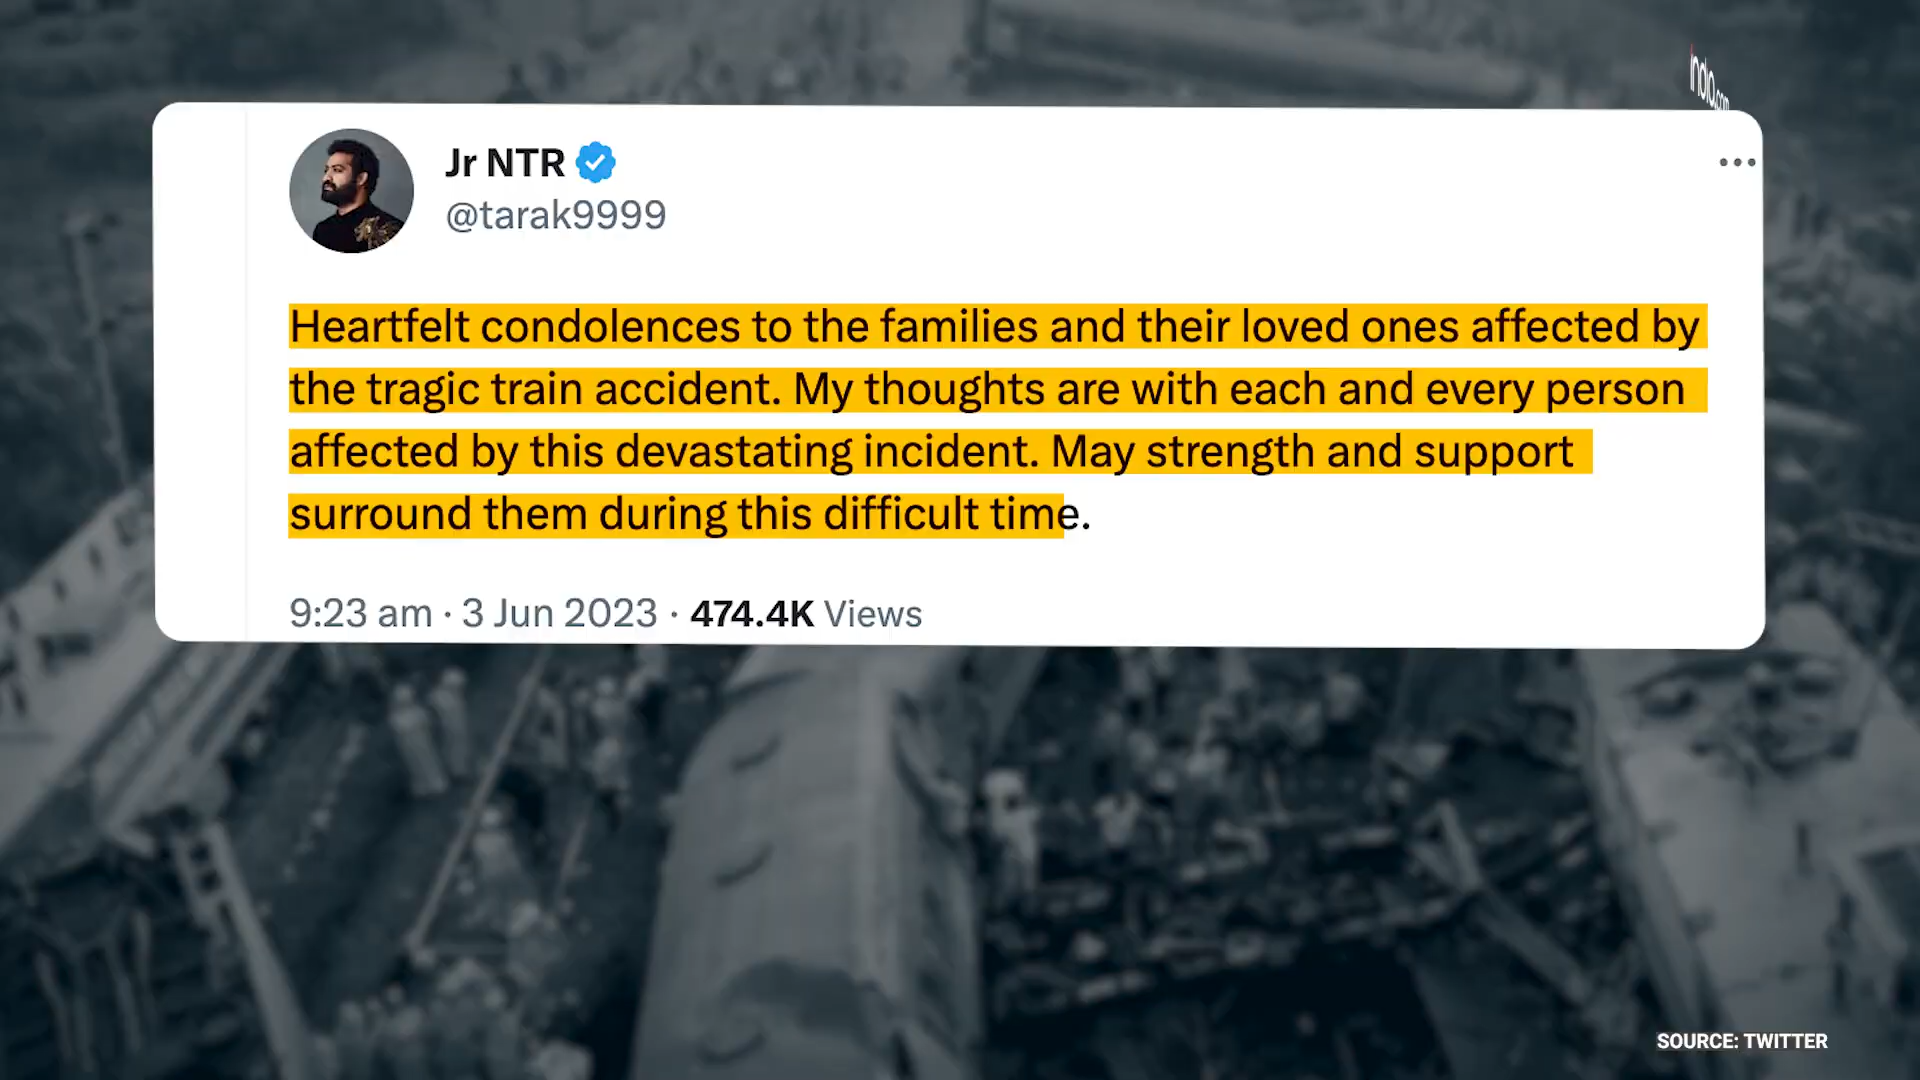 india.com
Jr NTR
@tarak9999
Heartfelt condolences to the families and their loved ones affected by
the tragic train accident. My thoughts are with each and every person
affected by this devastating incident. May strength and support
surround them during this difficult time.
9:23 am · 3 Jun 2023 · 474.4K Views
SOURCE: TWITTER